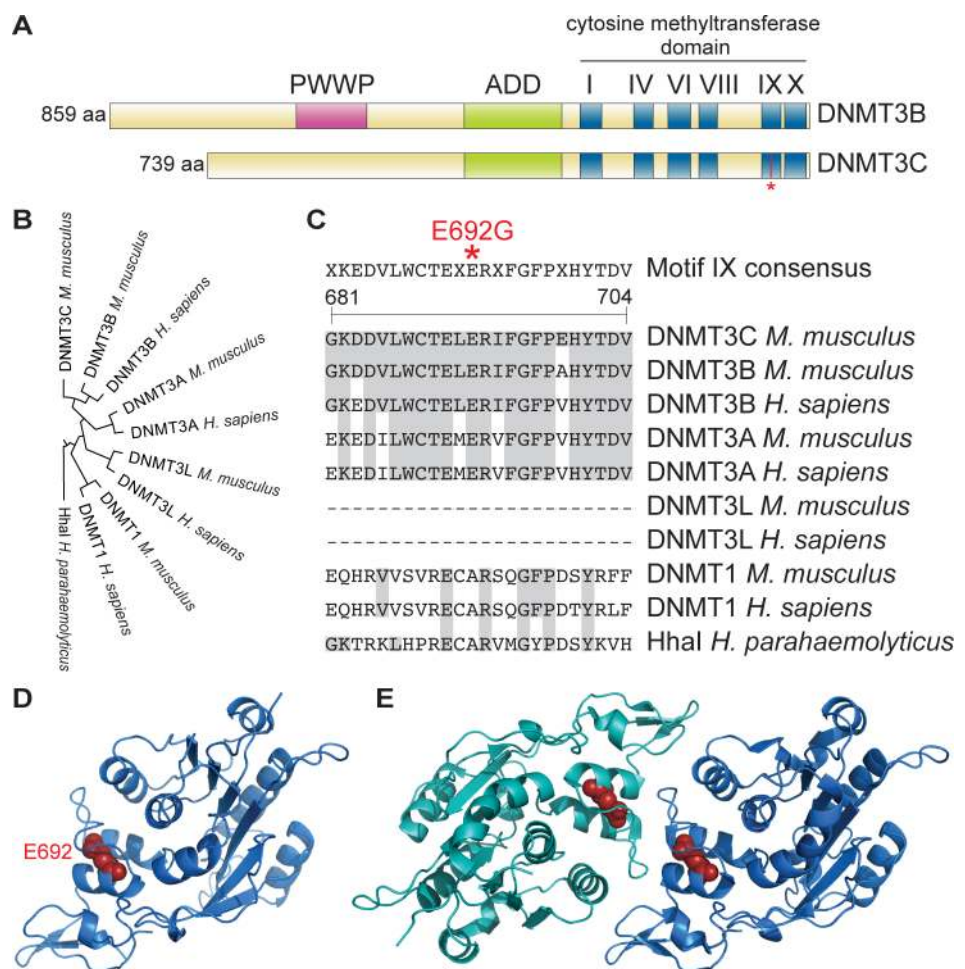 A
cytosine methyltransferase
domain
PWWP ADD I IV VI VIII IX X
859 aa DNMT3B
739 aa DNMT3C
*
B
DNMT3C M. musculus
DNMT3B M. musculus
DNMT3B H. sapiens
DNMT3A M. musculus
DNMT3A H. sapiens
DNMT3L M. musculus
DNMT3L H. sapiens
DNMT1 M. musculus
DNMT1 H. sapiens
HhaI H. parahaemolyticus
C
E692G
*
XKEDVLWCTEXERXFGFPXHYTDV Motif IX consensus
681 704
GKDDVLWCTELERIFGFPEHYTDV DNMT3C M. musculus
GKDDVLWCTELERIFGFPAHYTDV DNMT3B M. musculus
GKEDVLWCTELERIFGFPVHYTDV DNMT3B H. sapiens
EKEDILWCTEMERVFGFPVHYTDV DNMT3A M. musculus
EKEDILWCTEMERVFGFPVHYTDV DNMT3A H. sapiens
------------------------ DNMT3L M. musculus
------------------------ DNMT3L H. sapiens
EQHRVVSVRECARSQGFPDSYRFF DNMT1 M. musculus
EQHRVVSVRECARSQGFPDTYRLF DNMT1 H. sapiens
GKTRKLHPRECARVMGYPDSYKVH HhaI H. parahaemolyticus
D
E692
E